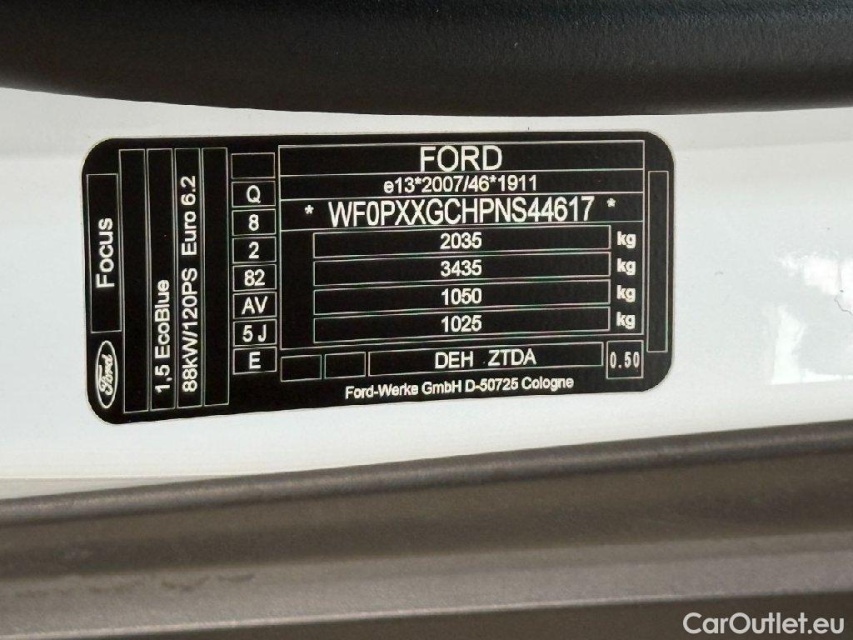 Focus
Ford
1,5 EcoBlue
88kW/120PS Euro 6.2
Q
8
2
82
AV
5J
E
FORD
e13*2007/46*1911
* WF0PXXGCHPNS44617 *
2035 kg
3435 kg
1050 kg
1025 kg
DEH ZTDA
0.50
Ford-Werke GmbH D-50725 Cologne
CarOutlet.eu